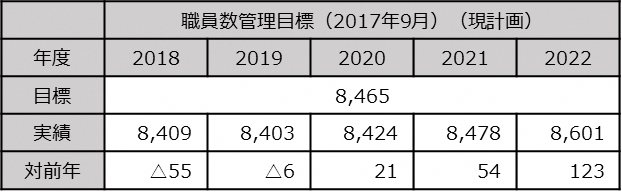 職員数管理目標（2017年9月）（現計画）
年度 2018 2019 2020 2021 2022
目標 8,465
実績 8,409 8,403 8,424 8,478 8,601
対前年 △55 △6 21 54 123